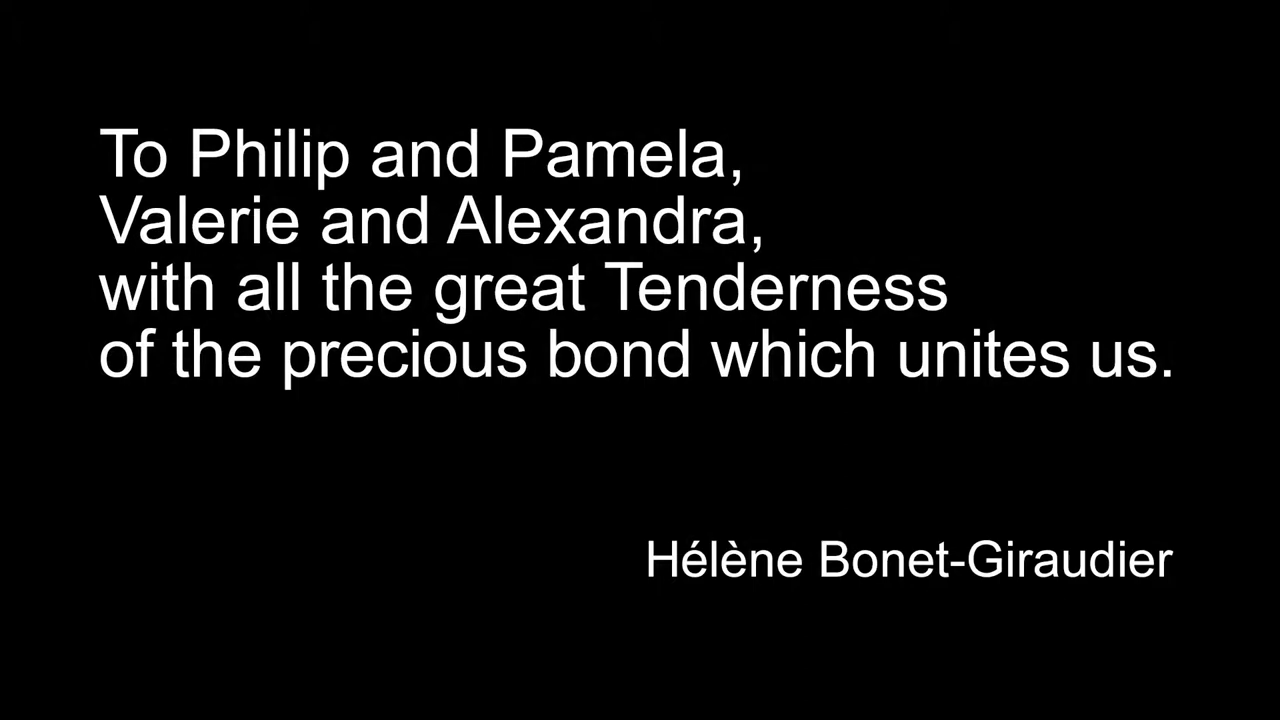 To Philip and Pamela,
Valerie and Alexandra,
with all the great Tenderness
of the precious bond which unites us.
Hélène Bonet-Giraudier